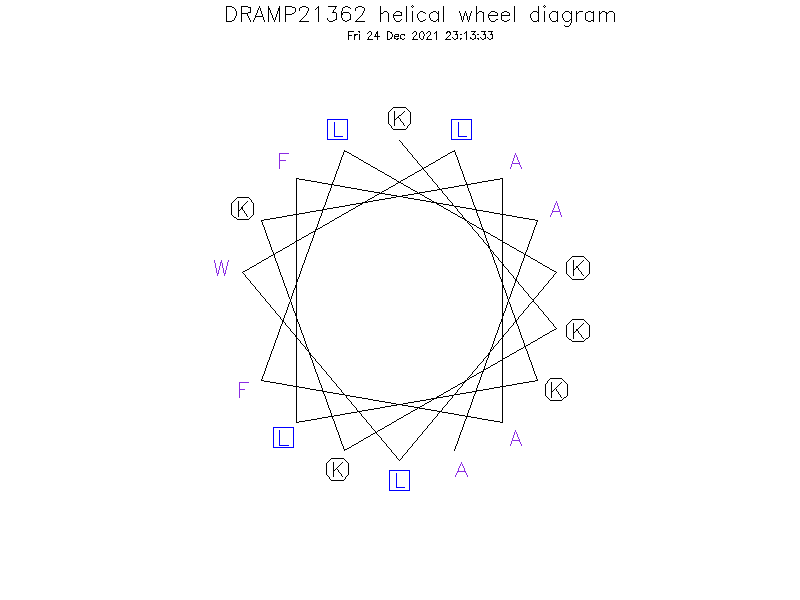 DRAMP21362 helical wheel diagram
Fri 24 Dec 2021 23:13:33
K
L L
F A
K A
W K
K
F K
L A
K A
L